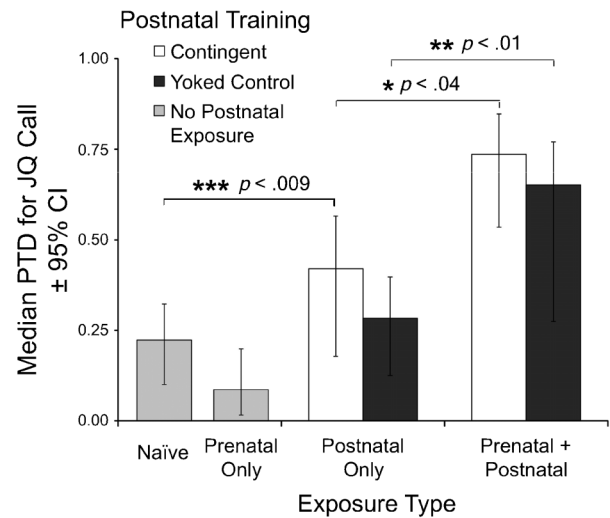 Postnatal Training
Contingent
Yoked Control
No Postnatal
Exposure
** p < .01
* p < .04
*** p < .009
Median PTD for JQ Call
± 95% CI
1.00
0.75
0.50
0.25
0.00
Naïve
Prenatal
Only
Postnatal
Only
Prenatal +
Postnatal
Exposure Type